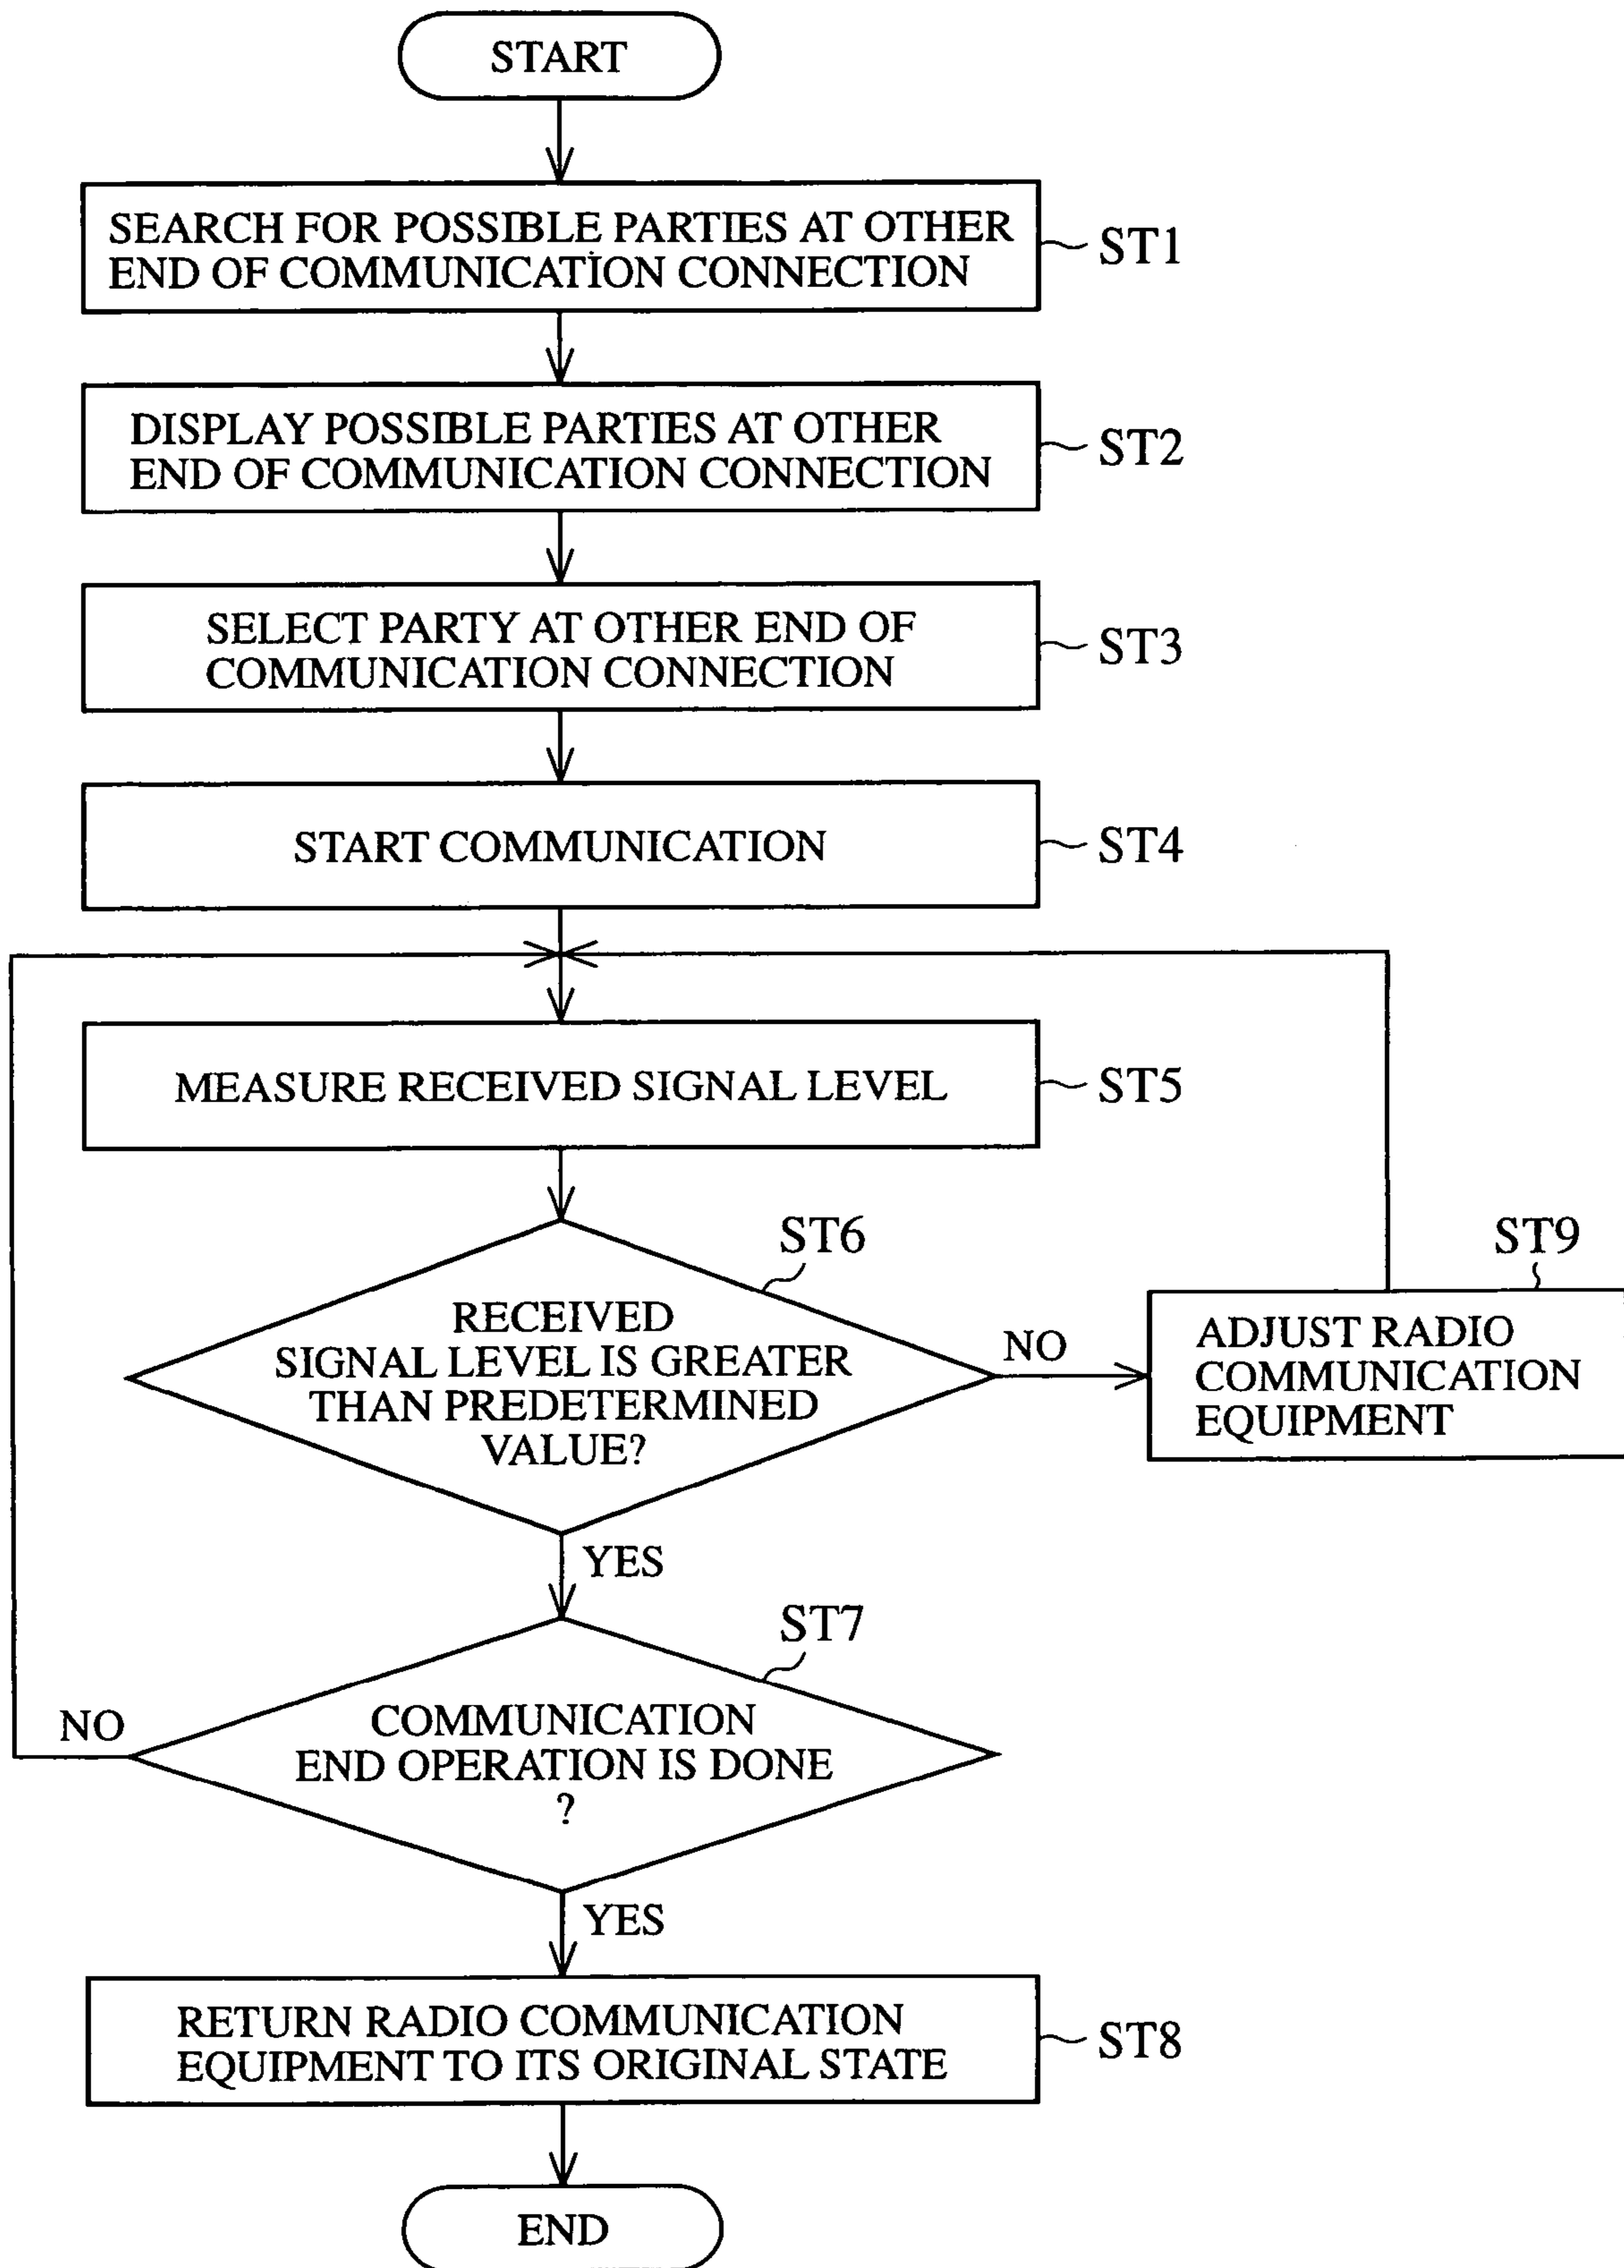 START
SEARCH FOR POSSIBLE PARTIES AT OTHER
END OF COMMUNICATION CONNECTION
ST1
DISPLAY POSSIBLE PARTIES AT OTHER
END OF COMMUNICATION CONNECTION
ST2
SELECT PARTY AT OTHER END OF
COMMUNICATION CONNECTION
ST3
START COMMUNICATION
ST4
MEASURE RECEIVED SIGNAL LEVEL
ST5
ST6
RECEIVED
SIGNAL LEVEL IS GREATER
THAN PREDETERMINED
VALUE?
NO
ST9
ADJUST RADIO
COMMUNICATION
EQUIPMENT
YES
ST7
COMMUNICATION
END OPERATION IS DONE
?
NO
YES
RETURN RADIO COMMUNICATION
EQUIPMENT TO ITS ORIGINAL STATE
ST8
END